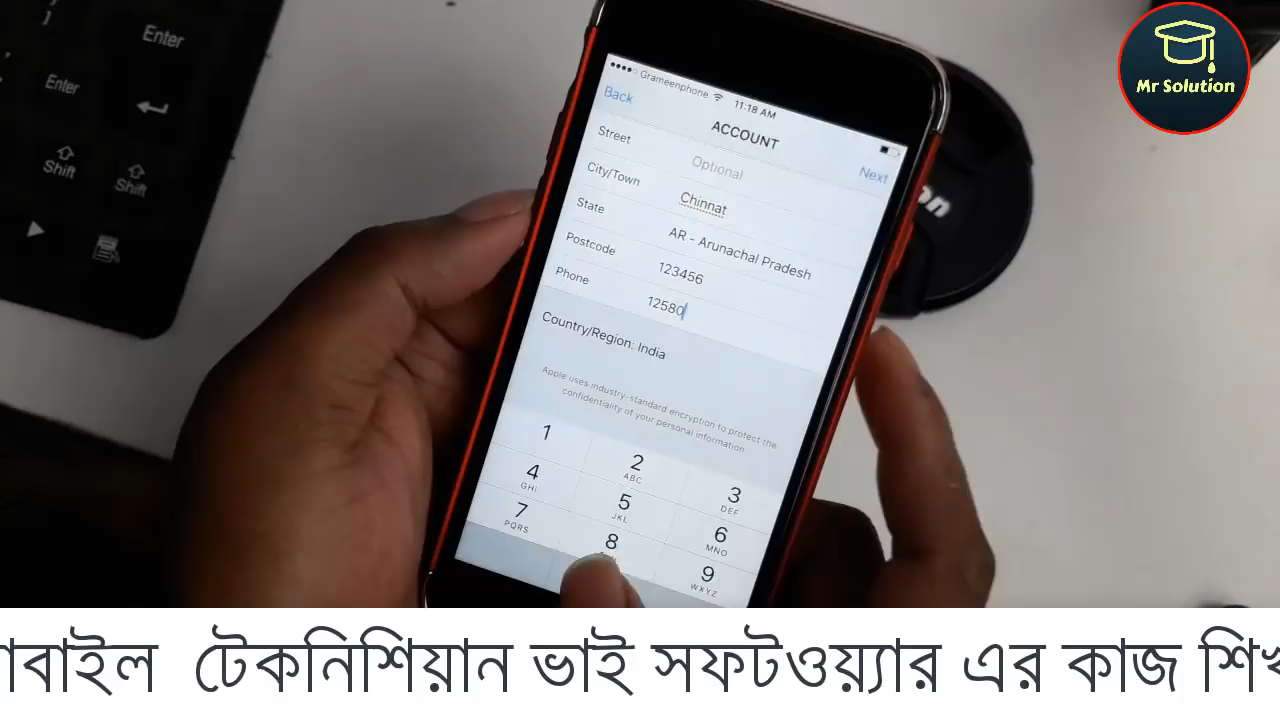 Enter
Enter
Shift
Shift
Mr Solution
Grameenphone 11:18 AM
Back ACCOUNT Next
Street Optional
City/Town Chinnat
State AR - Arunachal Pradesh
Postcode 123456
Phone 12580
Country/Region: India
Apple uses industry-standard encryption to protect the
confidentiality of your personal information
1 2 ABC 3 DEF
4 GHI 5 JKL 6 MNO
7 PQRS 8 9 WXYZ
on
াবাইল টেকনিশিয়ান ভাই সফটওয়্যার এর কাজ শিখ